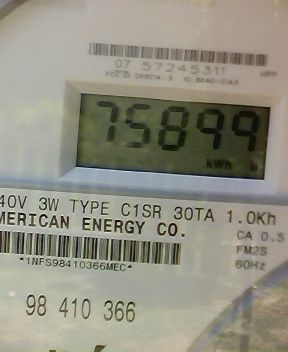 07 57245311
75899
kWh
40V 3W TYPE C1SR 30TA 1.0Kh
MERICAN ENERGY CO.
CA 0.5
FM2S
60Hz
*1NFS98410366MEC*
98 410 366